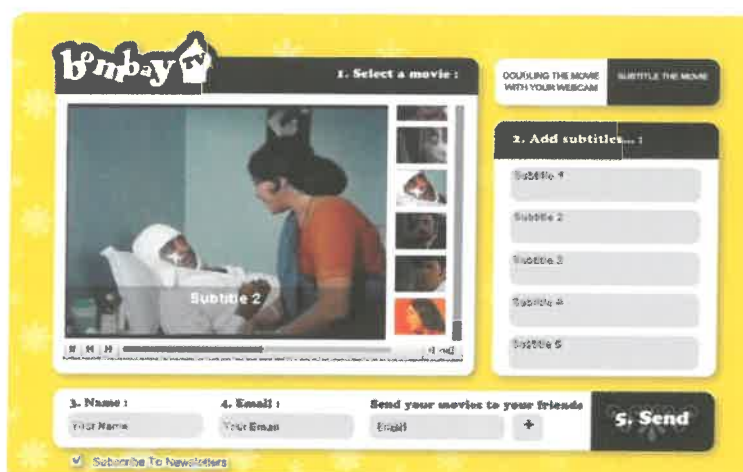 bombay TV
1. Select a movie :
DOUBLING THE MOVIE
WITH YOUR WEBCAM
SUBTITLE THE MOVIE
2. Add subtitles... :
Subtitle 1
Subtitle 2
Subtitle 3
Subtitle 4
Subtitle 5
Subtitle 2
3. Name :
Your Name
4. Email :
Your Email
Send your movies to your friends
Email
+
5. Send
Subscribe To Newsletters